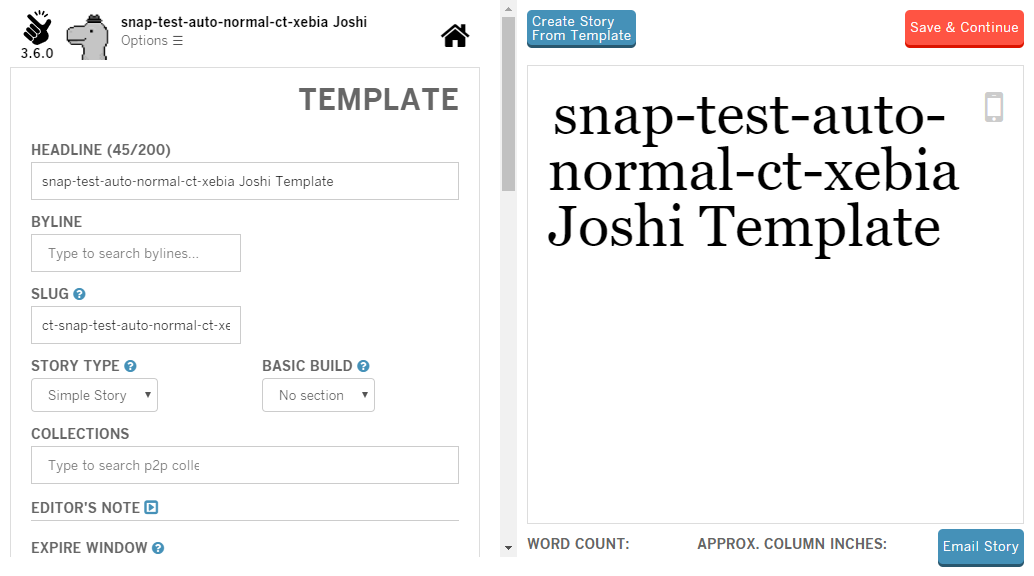 snap-test-auto-normal-ct-xebia Joshi
Options ☰
3.6.0
TEMPLATE
HEADLINE (45/200)
snap-test-auto-normal-ct-xebia Joshi Template
BYLINE
Type to search bylines...
SLUG
ct-snap-test-auto-normal-ct-xe
STORY TYPE BASIC BUILD
Simple Story No section
COLLECTIONS
Type to search p2p colle
EDITOR'S NOTE
EXPIRE WINDOW
Create Story
From Template
Save & Continue
snap-test-auto-
normal-ct-xebia
Joshi Template
WORD COUNT: APPROX. COLUMN INCHES:
Email Story